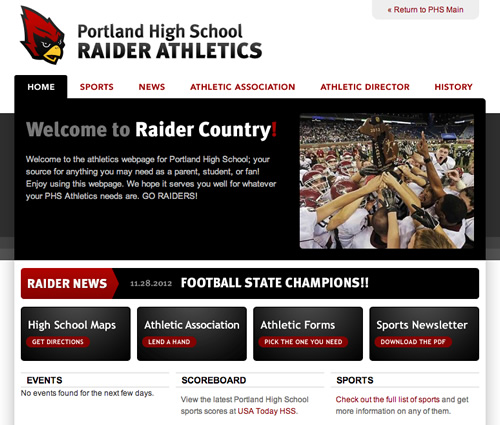 « Return to PHS Main
Portland High School
RAIDER ATHLETICS
HOME SPORTS NEWS ATHLETIC ASSOCIATION ATHLETIC DIRECTOR HISTORY
Welcome to Raider Country!
Welcome to the athletics webpage for Portland High School; your
source for anything you may need as a parent, student, or fan!
Enjoy using this webpage. We hope it serves you well for whatever
your PHS Athletics needs are. GO RAIDERS!
RAIDER NEWS 11.28.2012 FOOTBALL STATE CHAMPIONS!!
High School Maps
GET DIRECTIONS
Athletic Association
LEND A HAND
Athletic Forms
PICK THE ONE YOU NEED
Sports Newsletter
DOWNLOAD THE PDF
EVENTS
No events found for the next few days.
SCOREBOARD
View the latest Portland High School
sports scores at USA Today HSS.
SPORTS
Check out the full list of sports and get
more information on any of them.